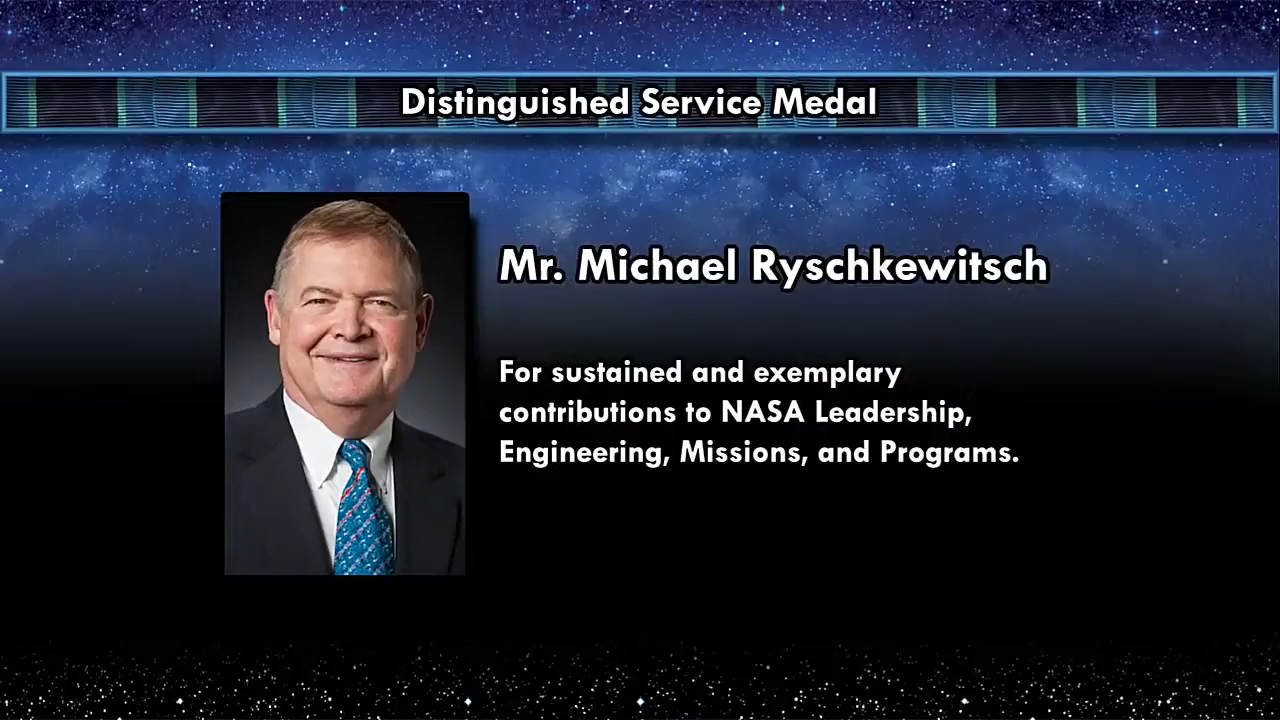 Distinguished Service Medal
Mr. Michael Ryschkewitsch
For sustained and exemplary
contributions to NASA Leadership,
Engineering, Missions, and Programs.